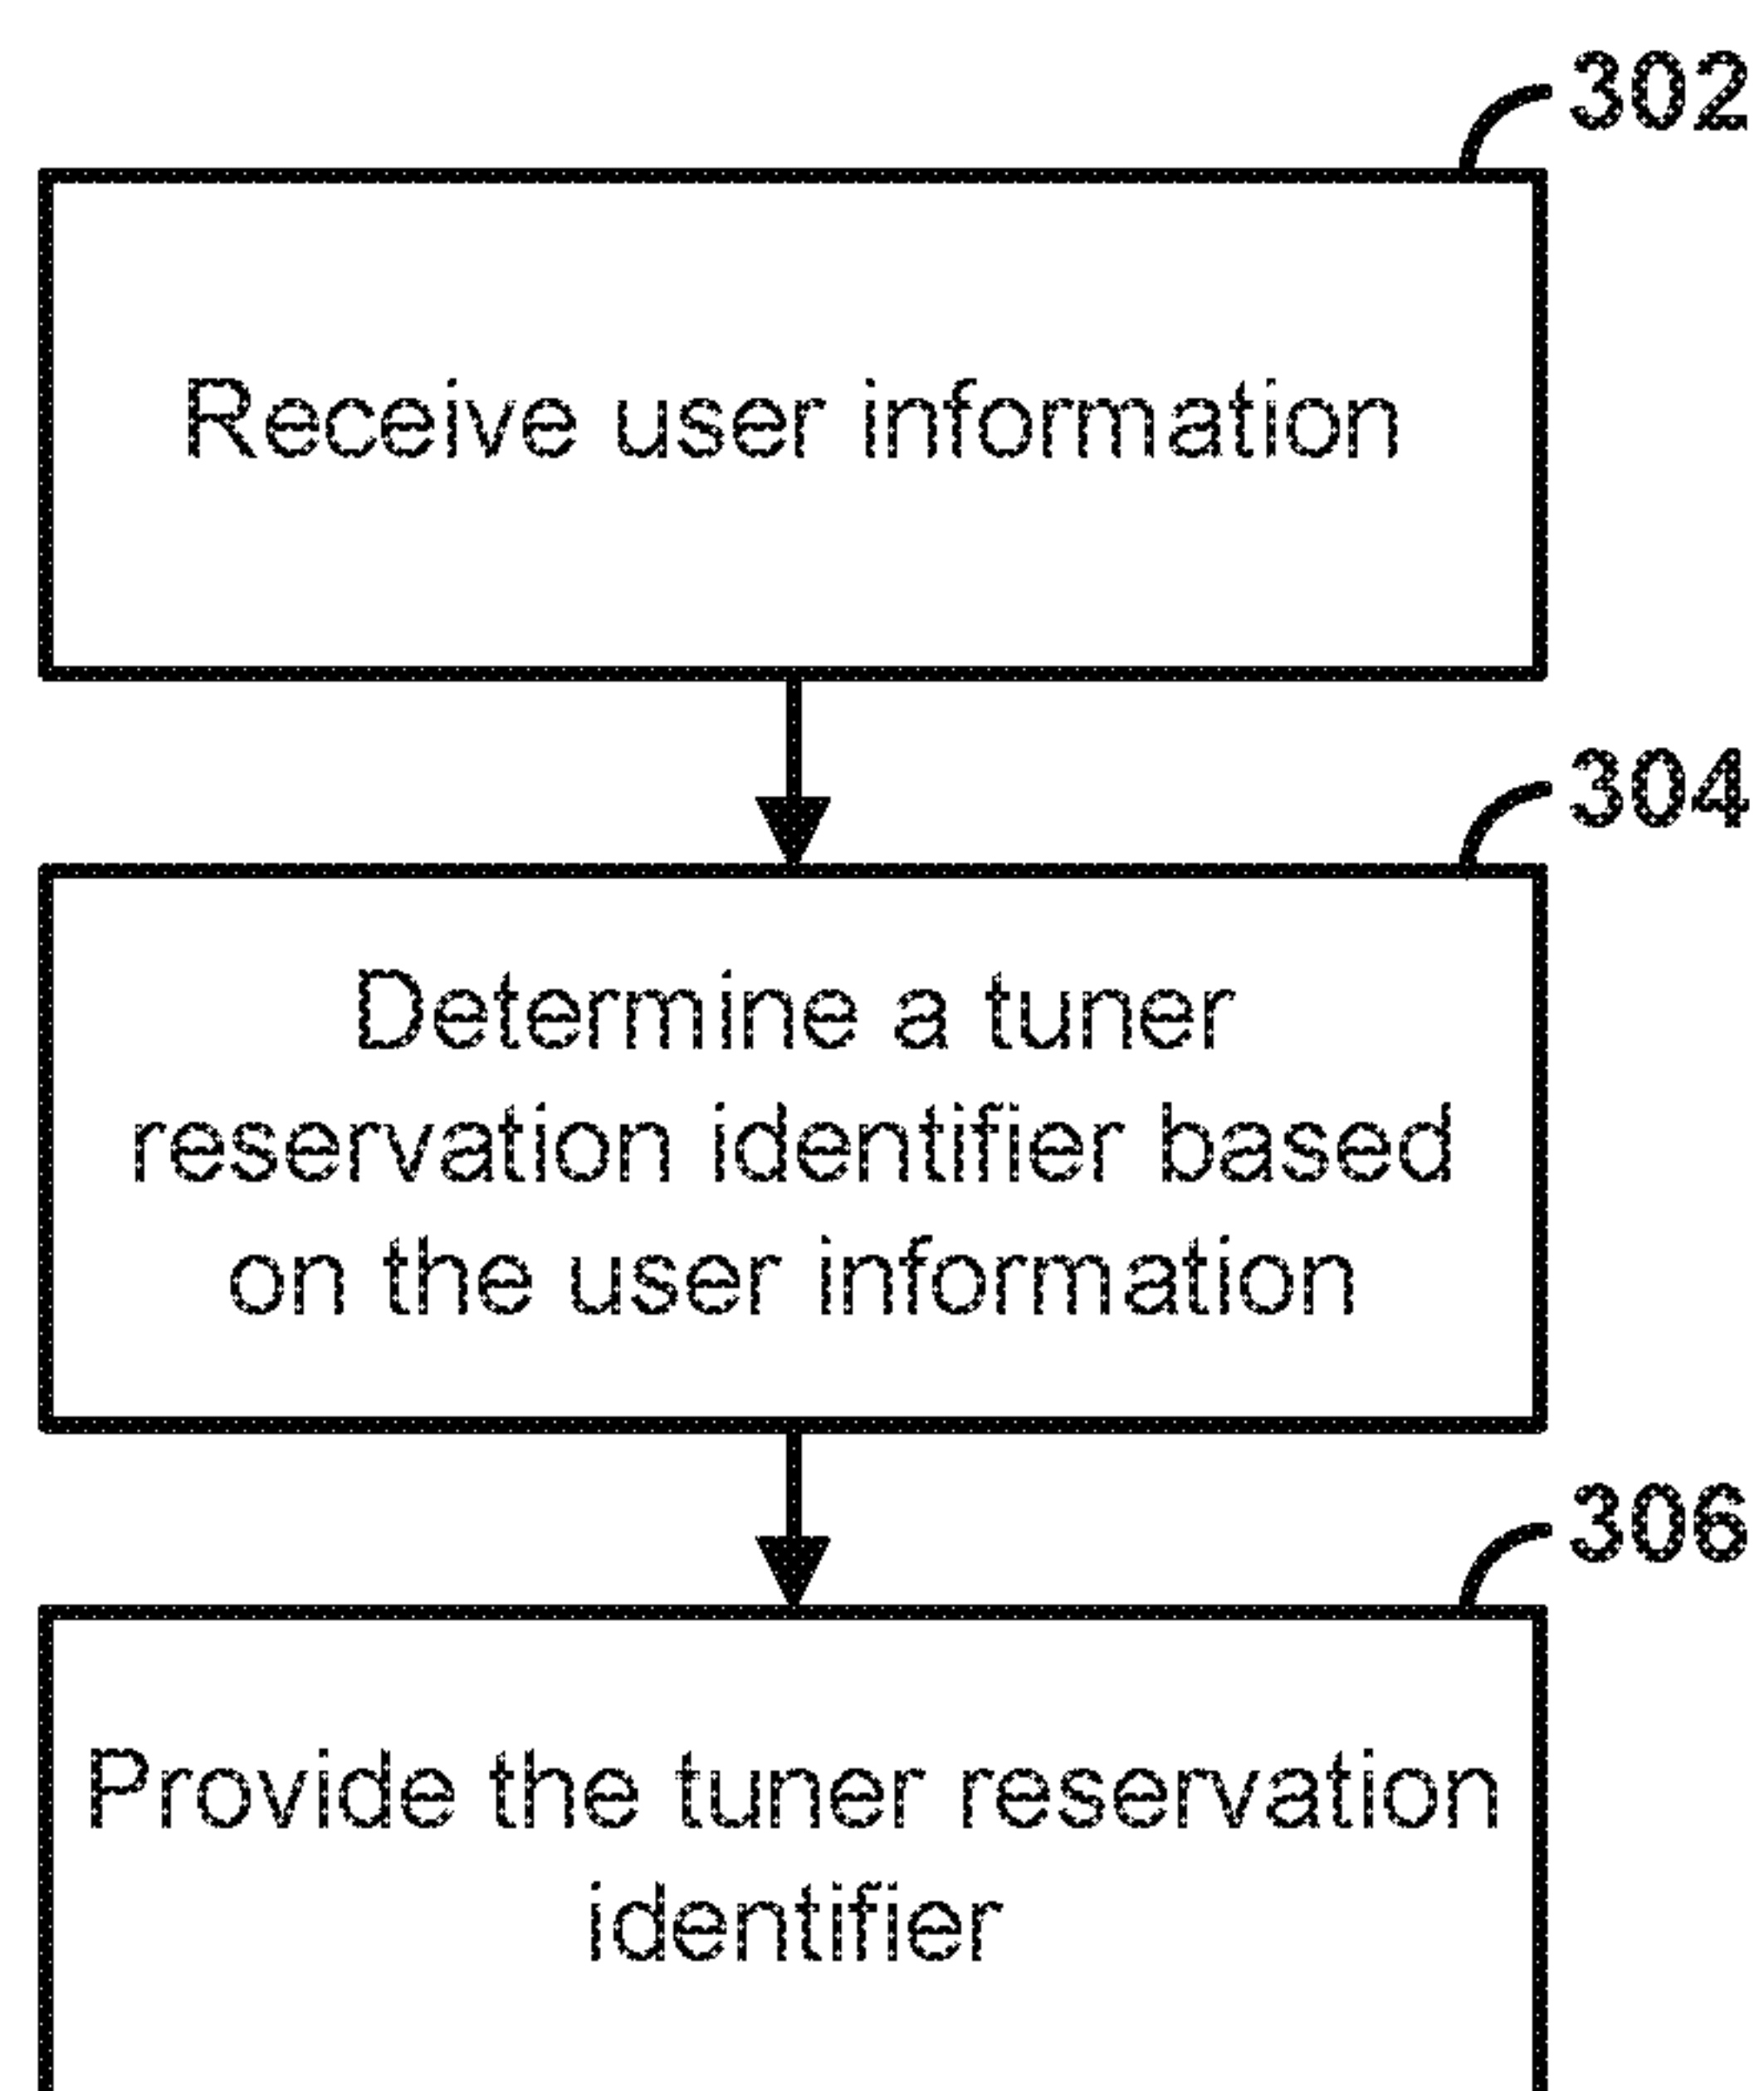 302
Receive user information
304
Determine a tuner
reservation identifier based
on the user information
306
Provide the tuner reservation
identifier